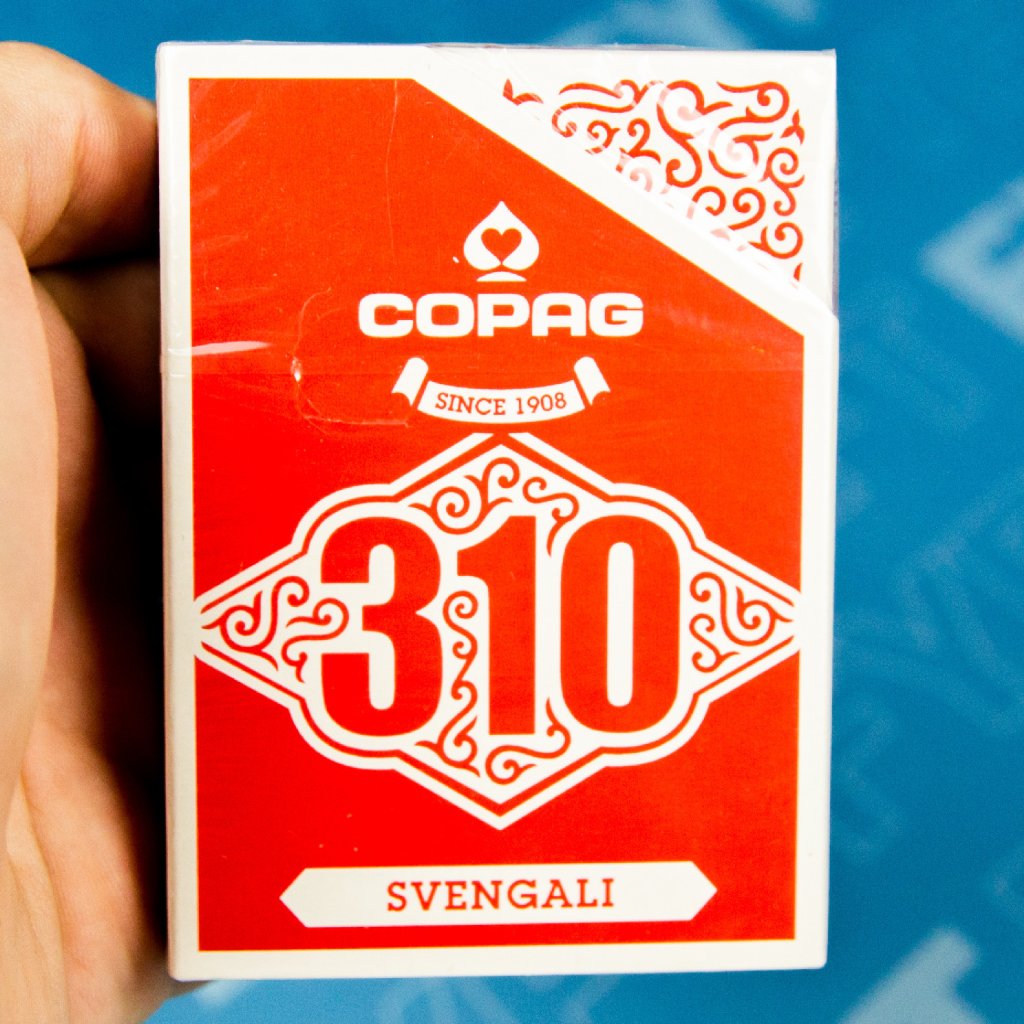 COPAG
SINCE 1908
310
SVENGALI